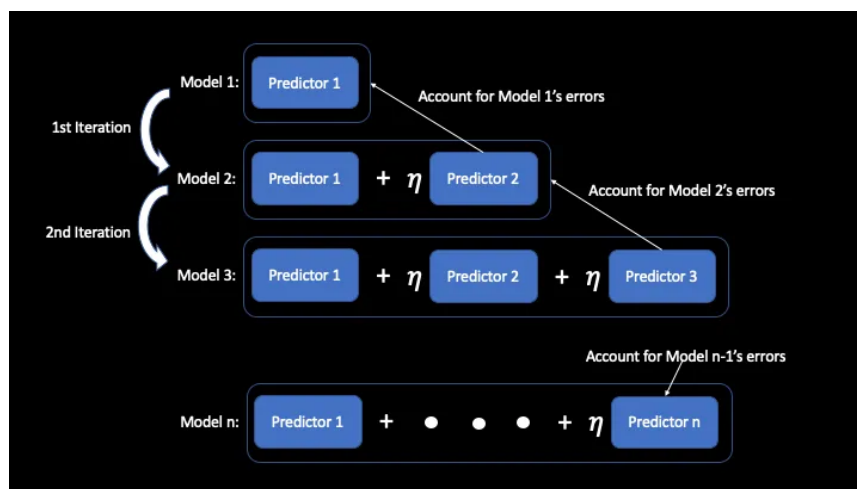 Model 1: Predictor 1
Account for Model 1's errors
1st Iteration
Model 2: Predictor 1 + η Predictor 2
Account for Model 2's errors
2nd Iteration
Model 3: Predictor 1 + η Predictor 2 + η Predictor 3
Account for Model n-1's errors
Model n: Predictor 1 + • • • + η Predictor n